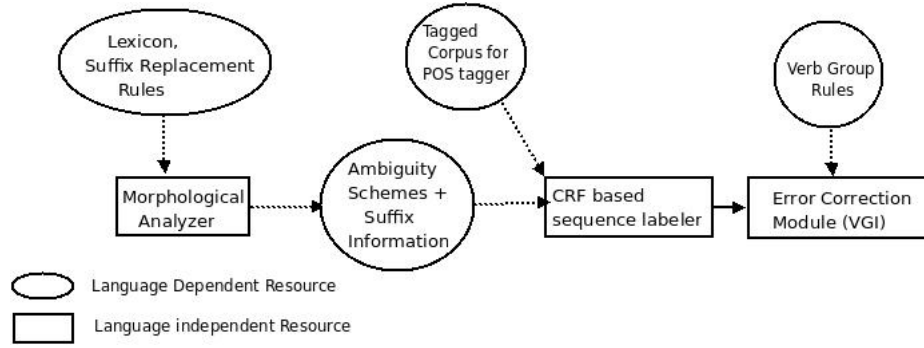 Lexicon,
Suffix Replacement
Rules
Tagged
Corpus for
POS tagger
Verb Group
Rules
Morphological
Analyzer
Ambiguity
Schemes +
Suffix
Information
CRF based
sequence labeler
Error Correction
Module (VGI)
Language Dependent Resource
Language independent Resource